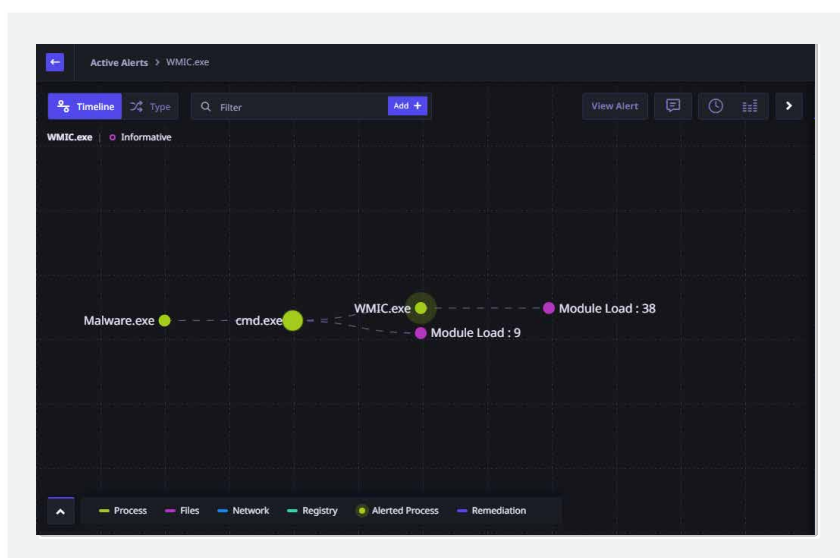 Active Alerts > WMIC.exe
Timeline Type Filter Add + View Alert
WMIC.exe | Informative
WMIC.exe Module Load : 38
Malware.exe cmd.exe
Module Load : 9
Process Files Network Registry Alerted Process Remediation